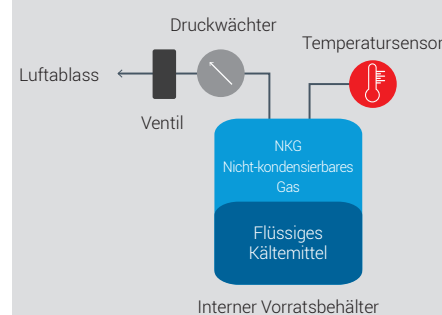 Druckwächter
Temperatursensor
Luftablass
Ventil
NKG
Nicht-kondensierbares
Gas
Flüssiges
Kältemittel
Interner Vorratsbehälter